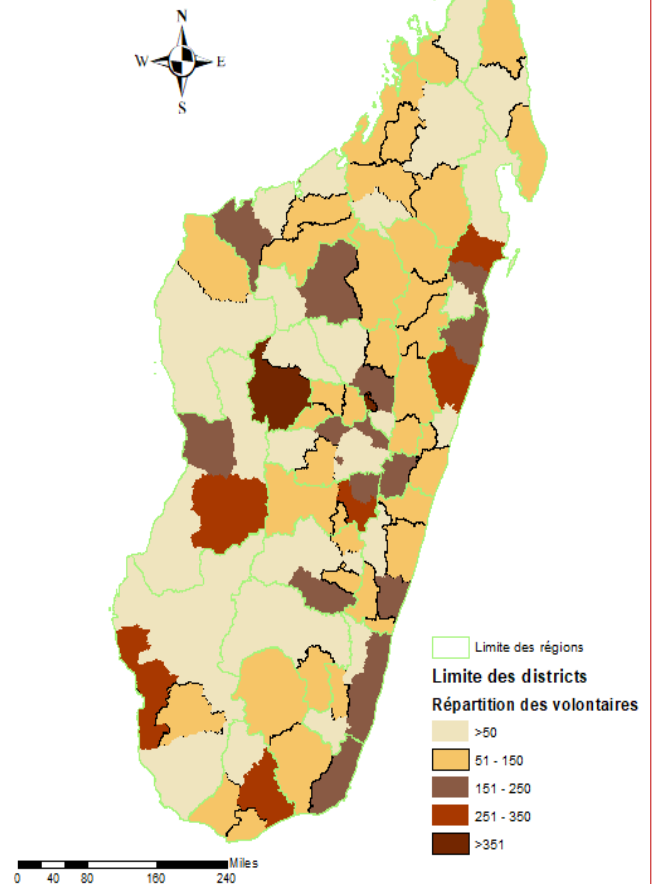 N
W E
S
Limite des régions
Limite des districts
Répartition des volontaires
>50
51 - 150
151 - 250
251 - 350
>351
Miles
0 40 80 160 240